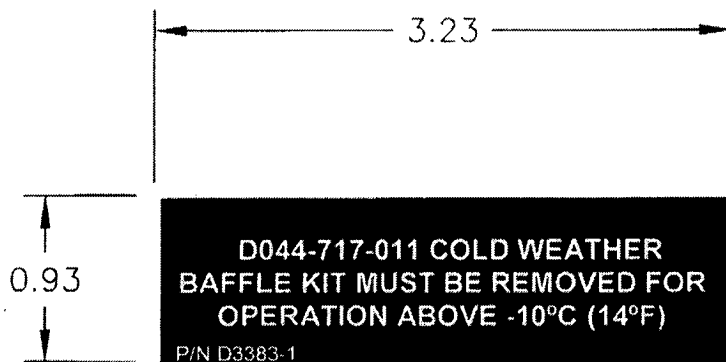 3.23
0.93
D044-717-011 COLD WEATHER
BAFFLE KIT MUST BE REMOVED FOR
OPERATION ABOVE -10ºC (14ºF)
P/N D3383-1